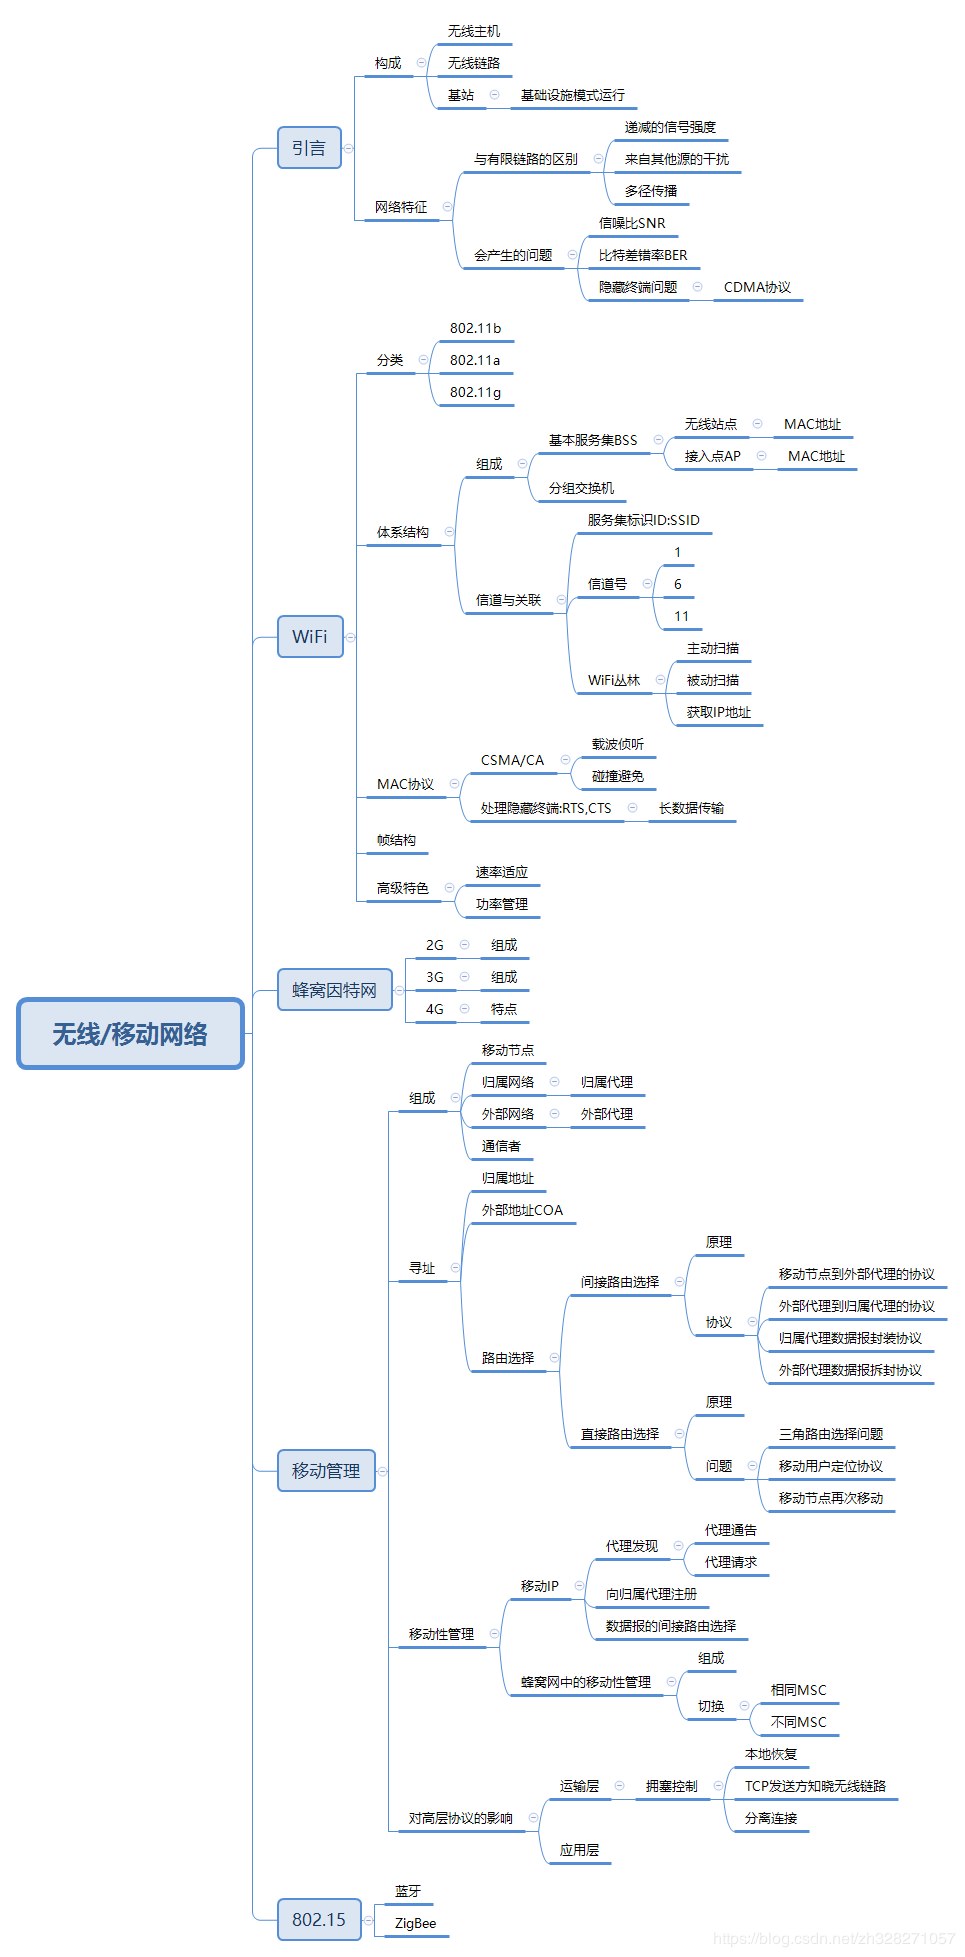 无线/移动网络
引言
构成
无线主机
无线链路
基站
基础设施模式运行
网络特征
与有限链路的区别
递减的信号强度
来自其他源的干扰
多径传播
会产生的问题
信噪比SNR
比特差错率BER
隐藏终端问题
CDMA协议
WiFi
分类
802.11b
802.11a
802.11g
体系结构
组成
基本服务集BSS
无线站点
MAC地址
接入点AP
MAC地址
分组交换机
信道与关联
服务集标识ID:SSID
信道号
1
6
11
WiFi丛林
主动扫描
被动扫描
获取IP地址
MAC协议
CSMA/CA
载波侦听
碰撞避免
处理隐藏终端:RTS,CTS
长数据传输
帧结构
高级特色
速率适应
功率管理
蜂窝因特网
2G
组成
3G
组成
4G
特点
移动管理
组成
移动节点
归属网络
归属代理
外部网络
外部代理
通信者
寻址
归属地址
外部地址COA
路由选择
间接路由选择
原理
协议
移动节点到外部代理的协议
外部代理到归属代理的协议
归属代理数据报封装协议
外部代理数据报拆封协议
直接路由选择
原理
问题
三角路由选择问题
移动用户定位协议
移动节点再次移动
移动性管理
移动IP
代理发现
代理通告
代理请求
向归属代理注册
数据报的间接路由选择
蜂窝网中的移动性管理
组成
切换
相同MSC
不同MSC
对高层协议的影响
运输层
拥塞控制
本地恢复
TCP发送方知晓无线链路
分离连接
应用层
802.15
蓝牙
ZigBee
https://blog.csdn.net/zh328271057